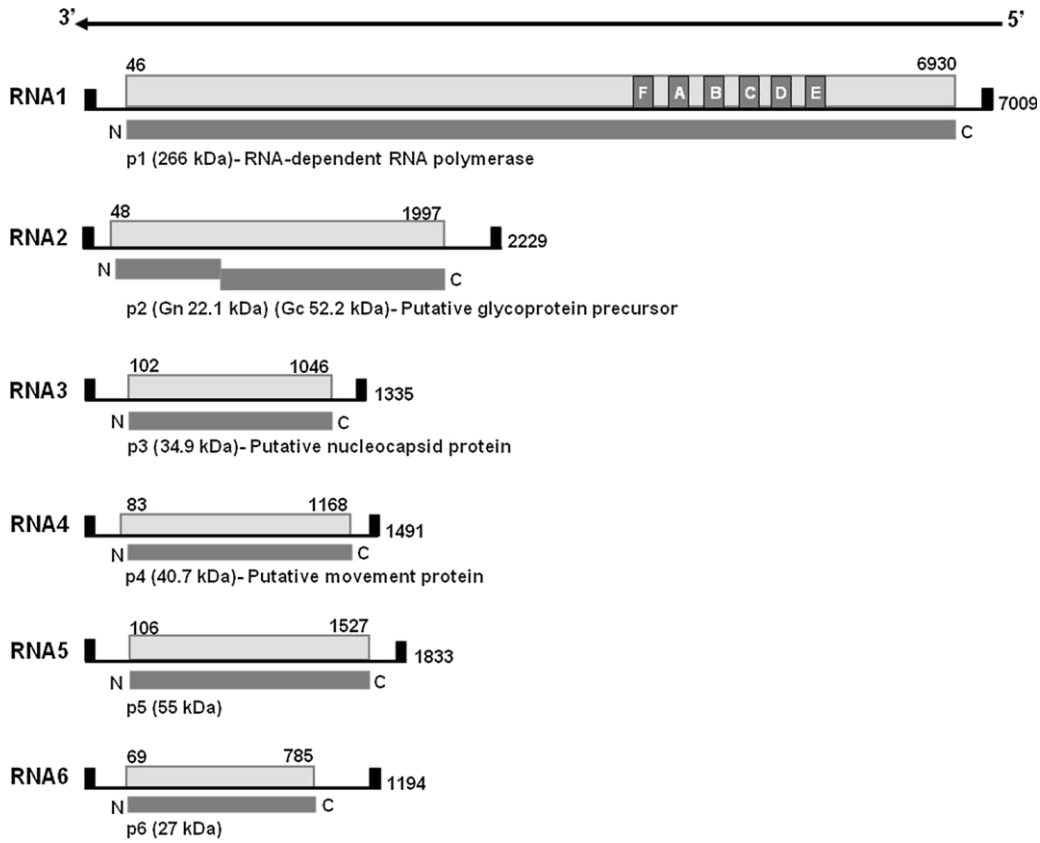 3’ 5’
46 6930
RNA1 F A B C D E 7009
N C
p1 (266 kDa)- RNA-dependent RNA polymerase
48 1997
RNA2 2229
N C
p2 (Gn 22.1 kDa) (Gc 52.2 kDa)- Putative glycoprotein precursor
102 1046
RNA3 1335
N C
p3 (34.9 kDa)- Putative nucleocapsid protein
83 1168
RNA4 1491
N C
p4 (40.7 kDa)- Putative movement protein
106 1527
RNA5 1833
N C
p5 (55 kDa)
69 785
RNA6 1194
N C
p6 (27 kDa)